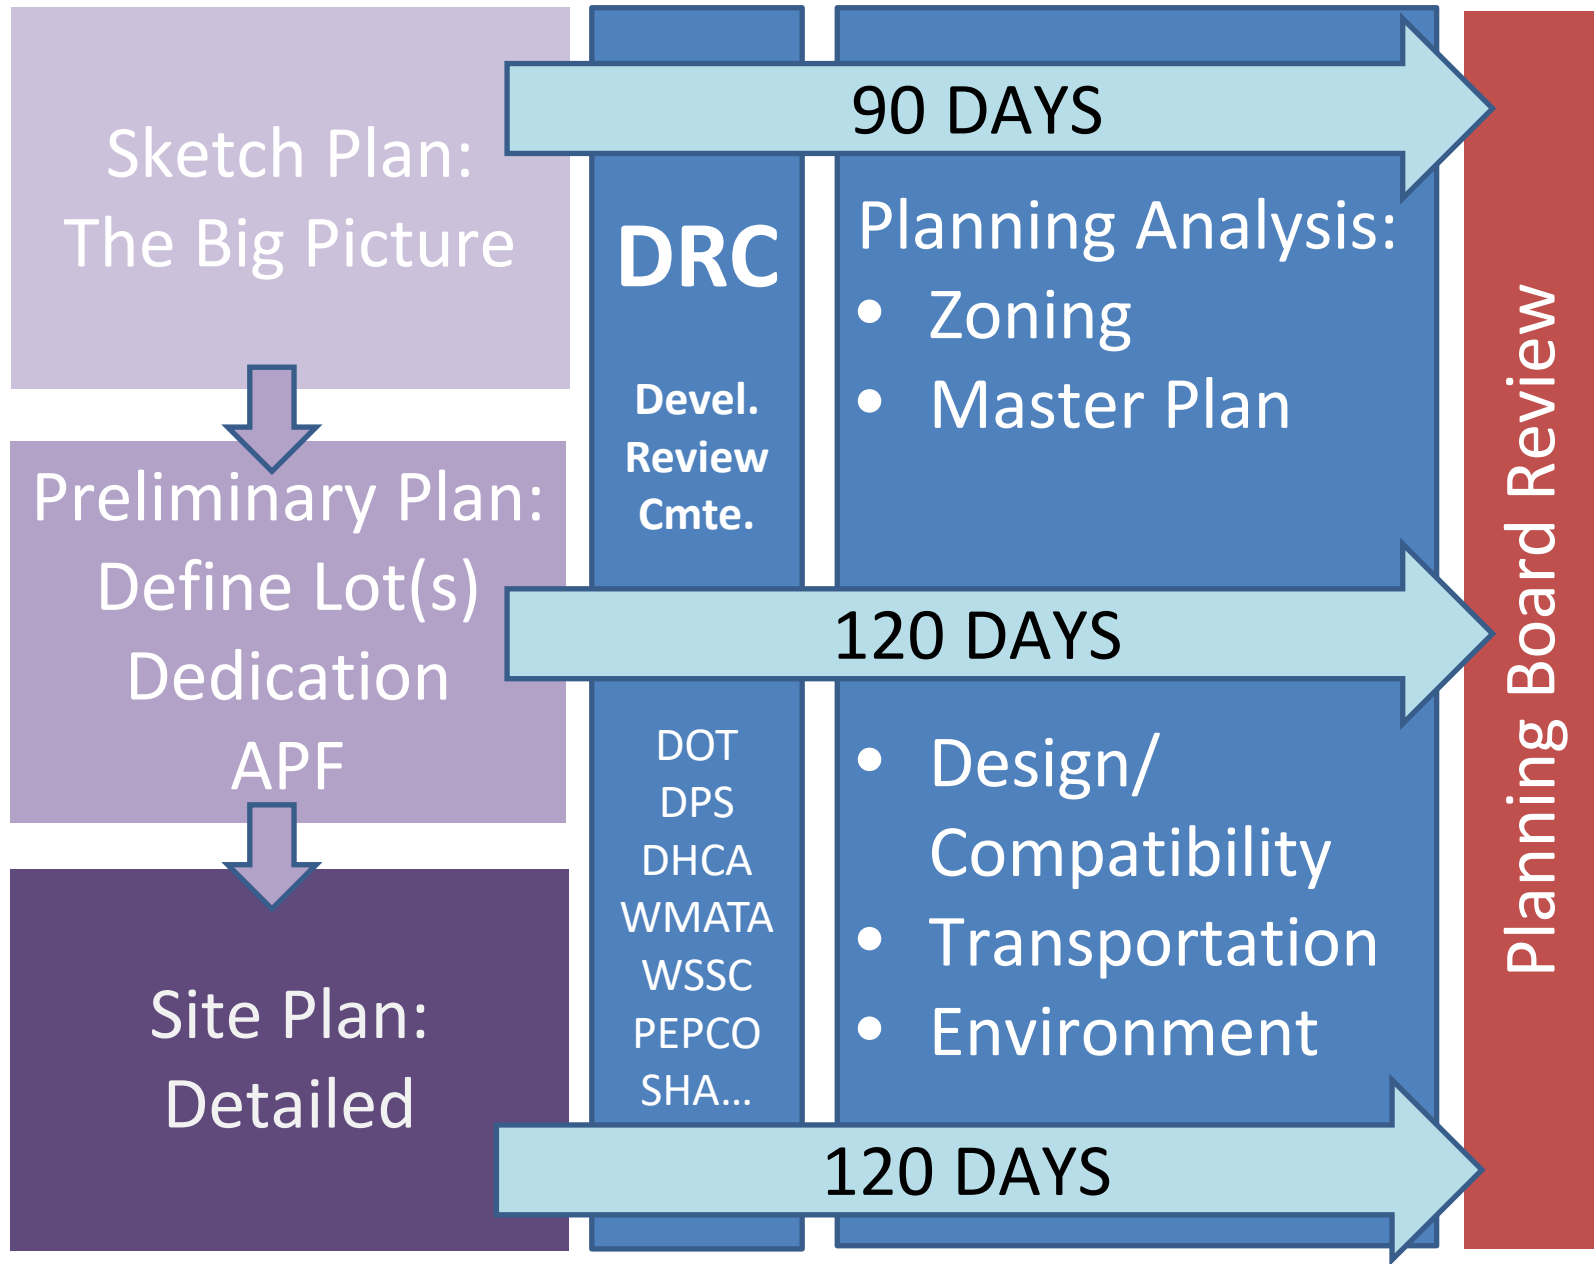 Sketch Plan:
The Big Picture
Preliminary Plan:
Define Lot(s)
Dedication
APF
Site Plan:
Detailed
90 DAYS
120 DAYS
120 DAYS
DRC
Devel.
Review
Cmte.
DOT
DPS
DHCA
WMATA
WSSC
PEPCO
SHA…
Planning Analysis:
• Zoning
• Master Plan
• Design/
Compatibility
• Transportation
• Environment
Planning Board Review